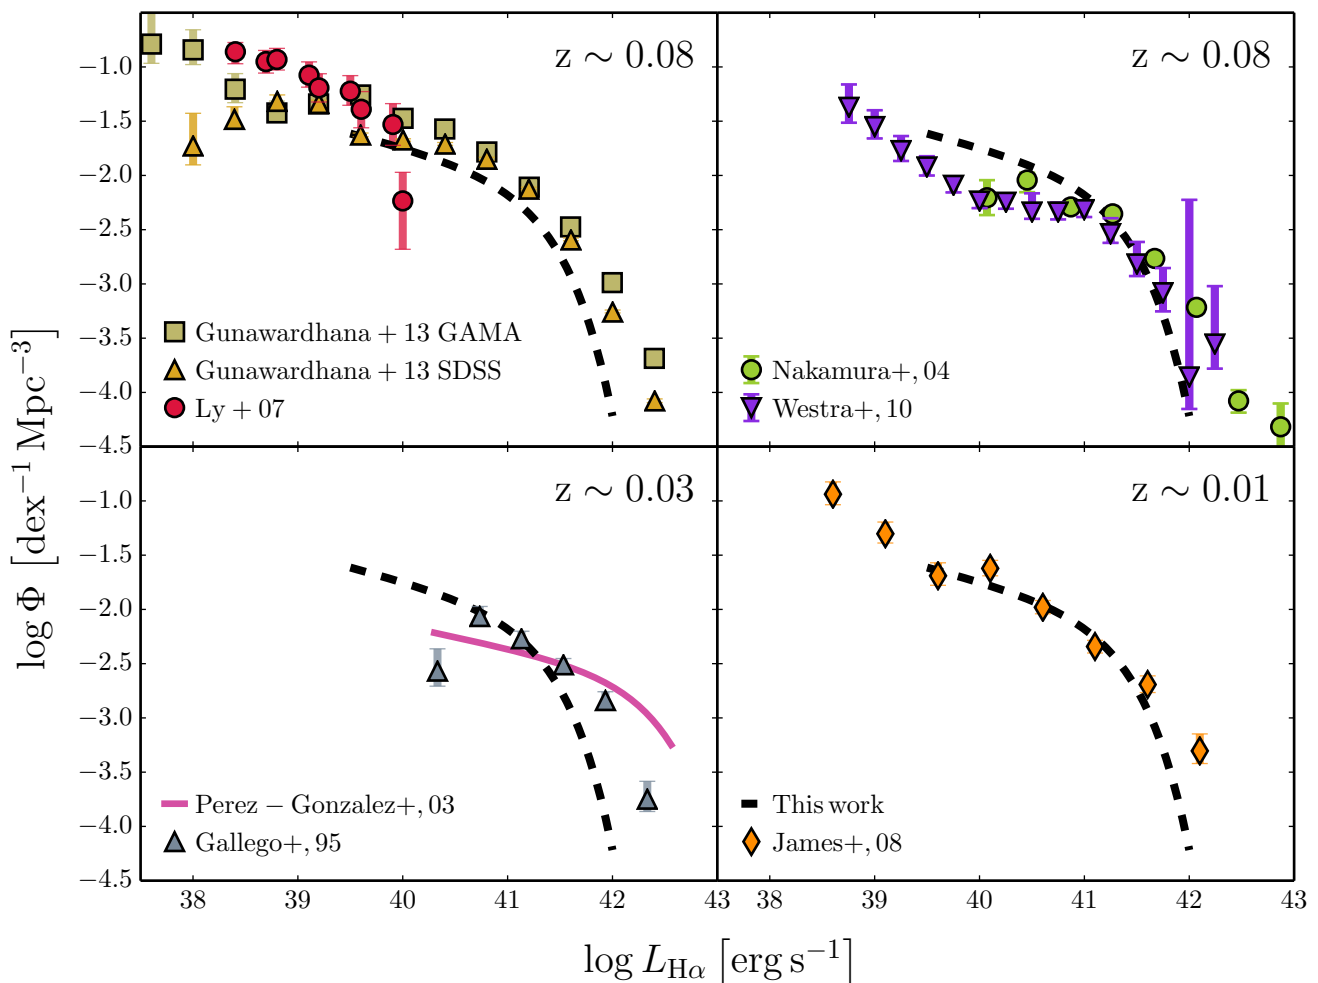 z ∼ 0.08
−1.0
−1.5
−2.0
−2.5
−3.0
−3.5
−4.0
−4.5
Gunawardhana + 13 GAMA
Gunawardhana + 13 SDSS
Ly + 07
z ∼ 0.08
Nakamura+, 04
Westra+, 10
log Φ [dex⁻¹ Mpc⁻³]
z ∼ 0.03
−1.0
−1.5
−2.0
−2.5
−3.0
−3.5
−4.0
−4.5
Perez − Gonzalez+, 03
Gallego+, 95
z ∼ 0.01
This work
James+, 08
38 39 40 41 42 43 38 39 40 41 42 43
log L_Hα [erg s⁻¹]